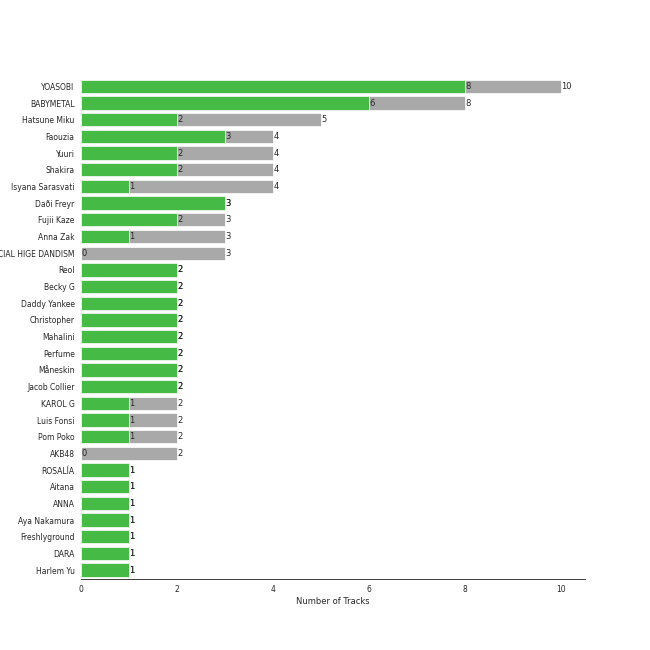 YOASOBI 8 10
BABYMETAL 6 8
Hatsune Miku 2 5
Faouzia 3 4
Yuuri 2 4
Shakira 2 4
Isyana Sarasvati 1 4
Daði Freyr 3
Fujii Kaze 2 3
Anna Zak 1 3
CIAL HIGE DANDISM 0 3
Reol 2
Becky G 2
Daddy Yankee 2
Christopher 2
Mahalini 2
Perfume 2
Måneskin 2
Jacob Collier 2
KAROL G 1 2
Luis Fonsi 1 2
Pom Poko 1 2
AKB48 0 2
ROSALÍA 1
Aitana 1
ANNA 1
Aya Nakamura 1
Freshlyground 1
DARA 1
Harlem Yu 1
0 2 4 6 8 10
Number of Tracks